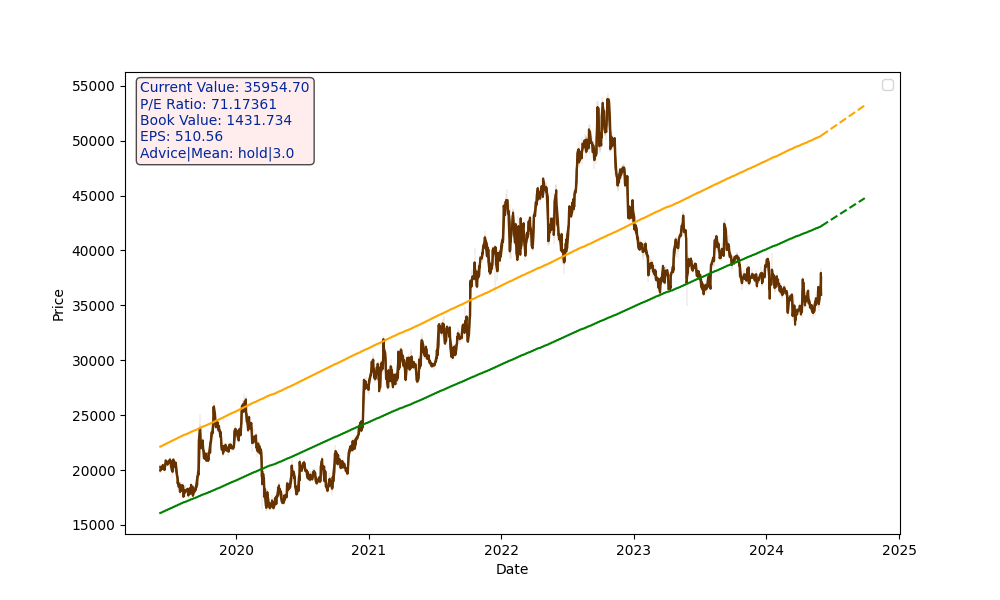 Current Value: 35954.70
P/E Ratio: 71.17361
Book Value: 1431.734
EPS: 510.56
Advice|Mean: hold|3.0
55000
50000
45000
40000
35000
30000
25000
20000
15000
Price
2020
2021
2022
2023
2024
2025
Date